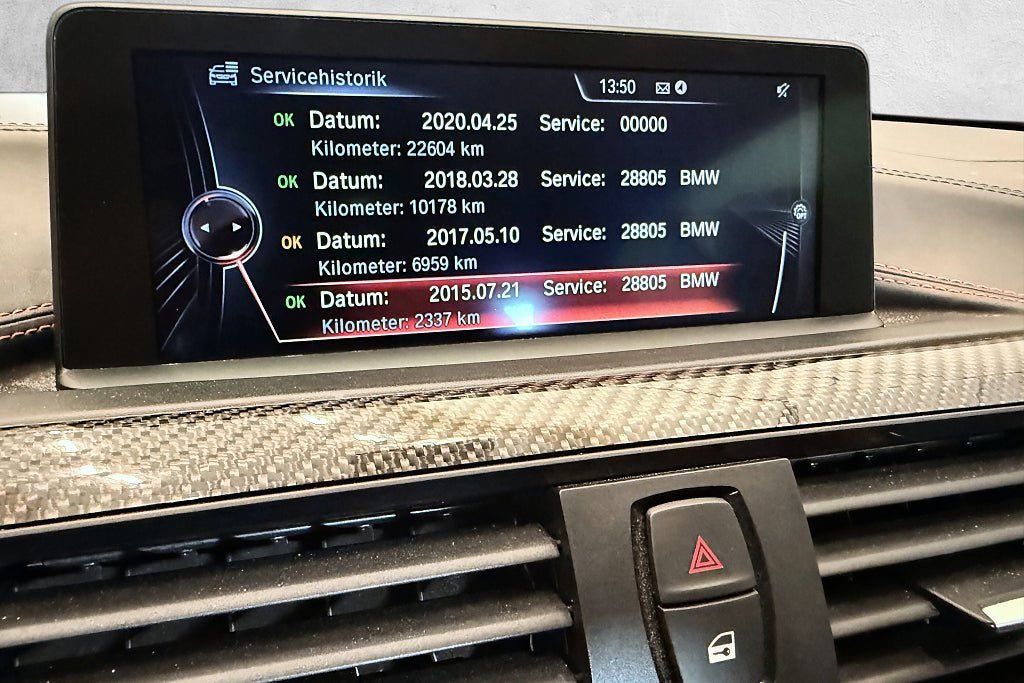 Servicehistorik 13:50
OK Datum: 2020.04.25 Service: 00000
Kilometer: 22604 km
OK Datum: 2018.03.28 Service: 28805 BMW
Kilometer: 10178 km
OK Datum: 2017.05.10 Service: 28805 BMW
Kilometer: 6959 km
OK Datum: 2015.07.21 Service: 28805 BMW
Kilometer: 2337 km
OPT